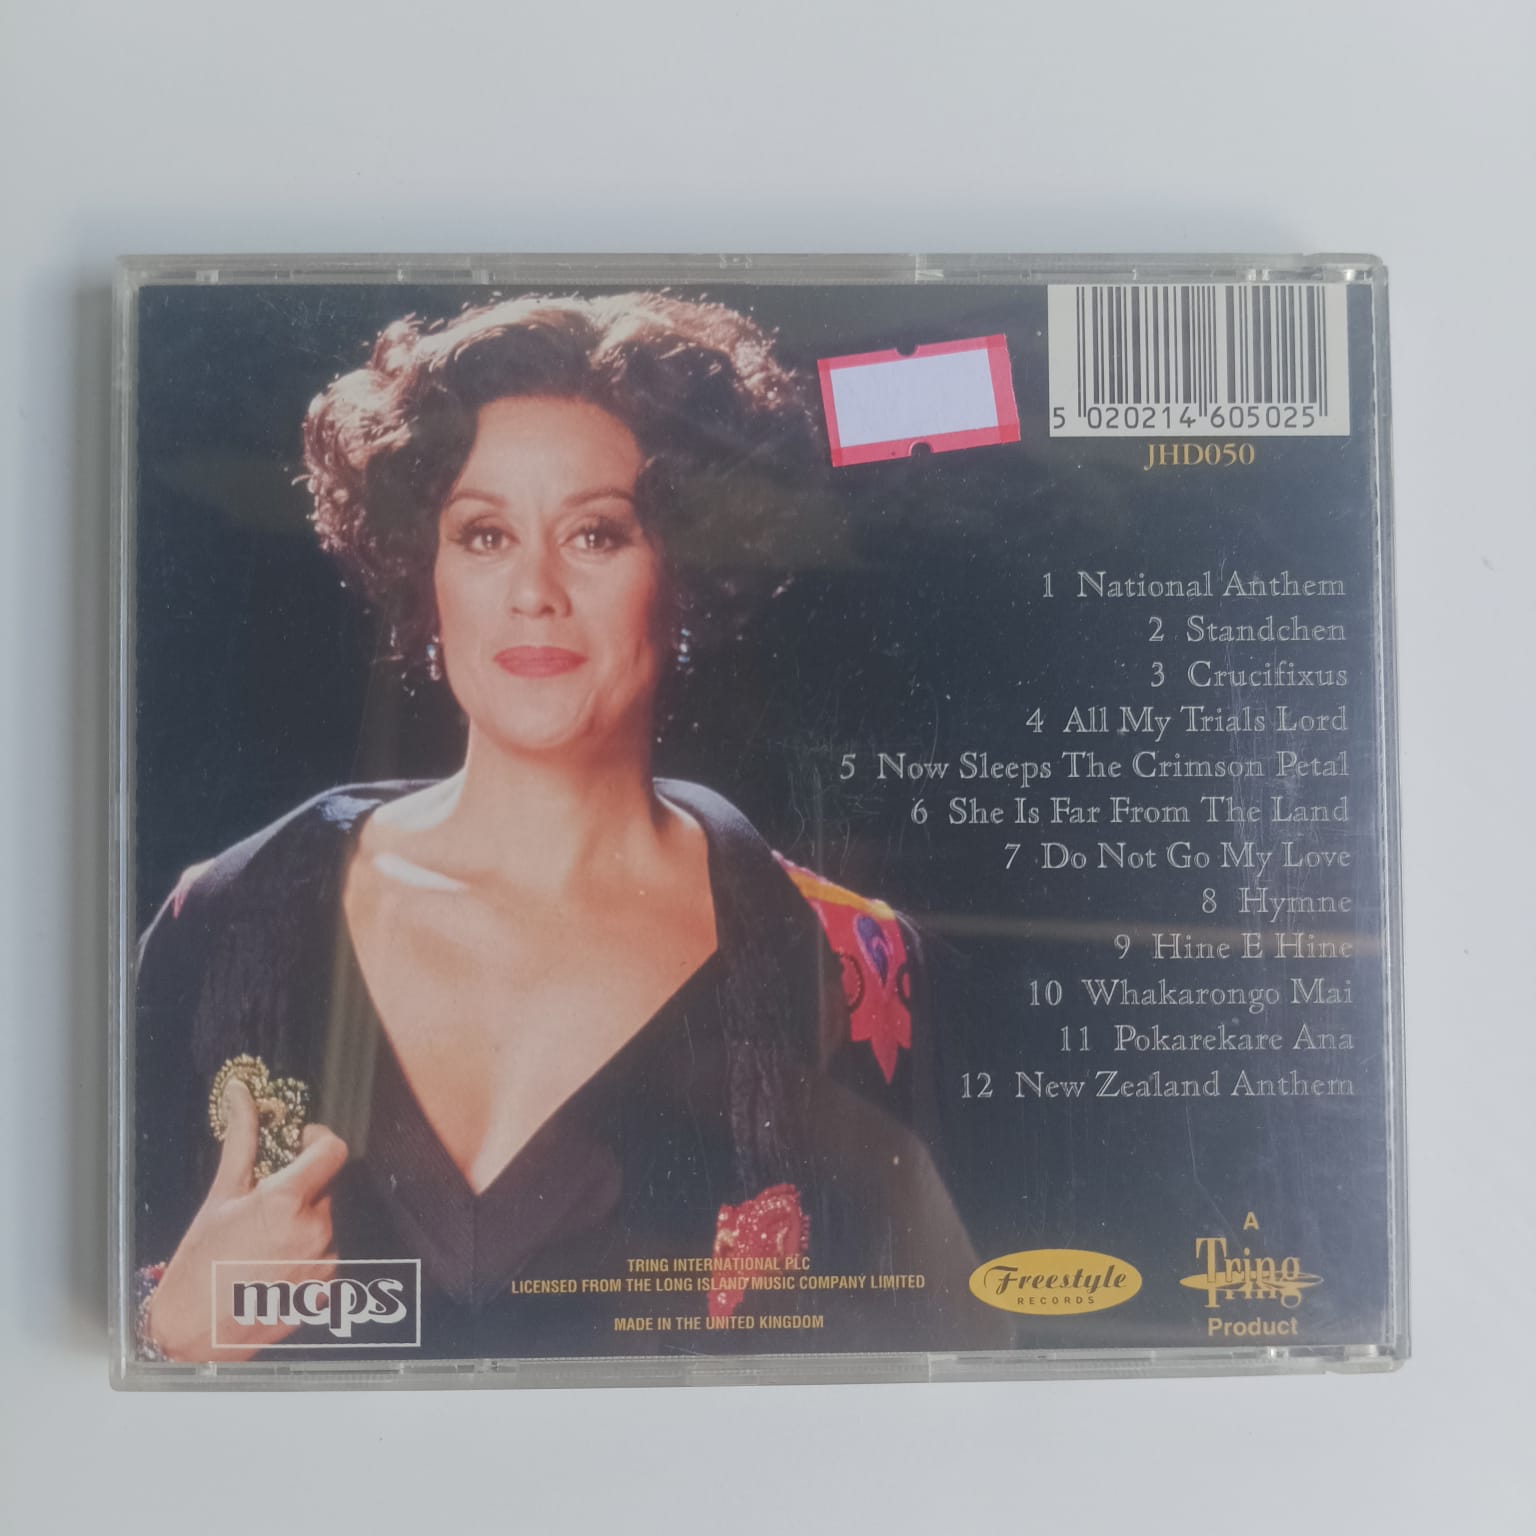 5 020214 605025
JHD050
1 National Anthem
2 Standchen
3 Crucifixus
4 All My Trials Lord
5 Now Sleeps The Crimson Petal
6 She Is Far From The Land
7 Do Not Go My Love
8 Hymne
9 Hine E Hine
10 Whakarongo Mai
11 Pokarekare Ana
12 New Zealand Anthem
mcps
TRING INTERNATIONAL PLC
LICENSED FROM THE LONG ISLAND MUSIC COMPANY LIMITED
MADE IN THE UNITED KINGDOM
Freestyle
RECORDS
A
Tring
Product